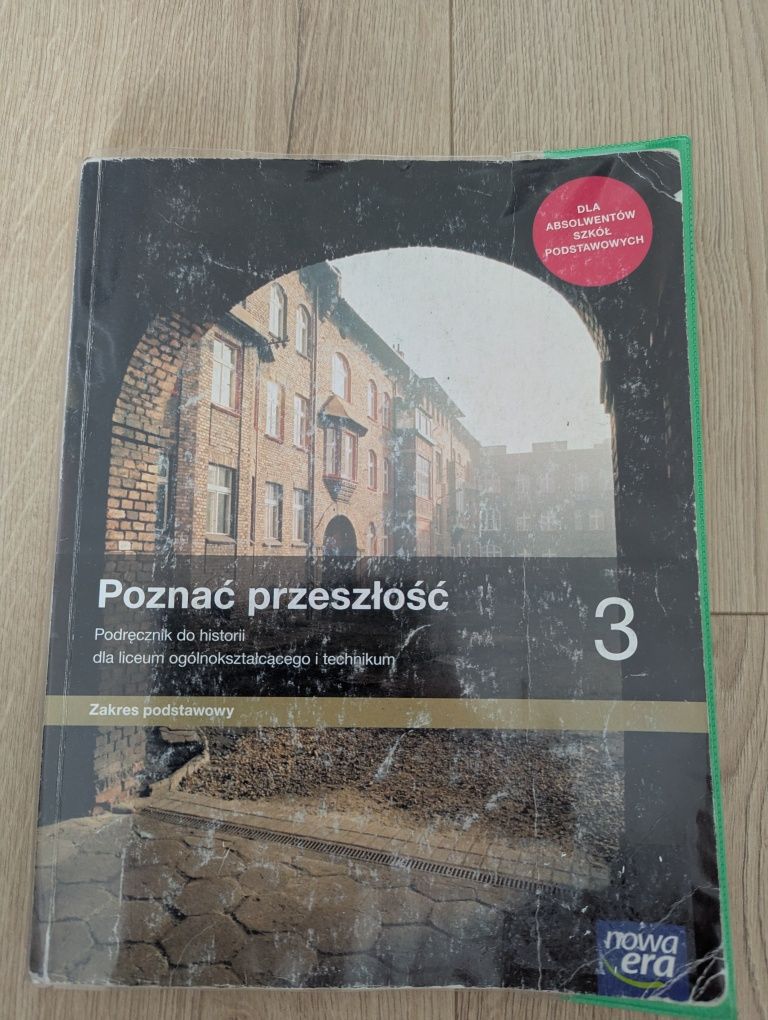 DLA
ABSOLWENTÓW
SZKÓŁ
PODSTAWOWYCH
Poznać przeszłość
3
Podręcznik do historii
dla liceum ogólnokształcącego i technikum
Zakres podstawowy
nowa
era